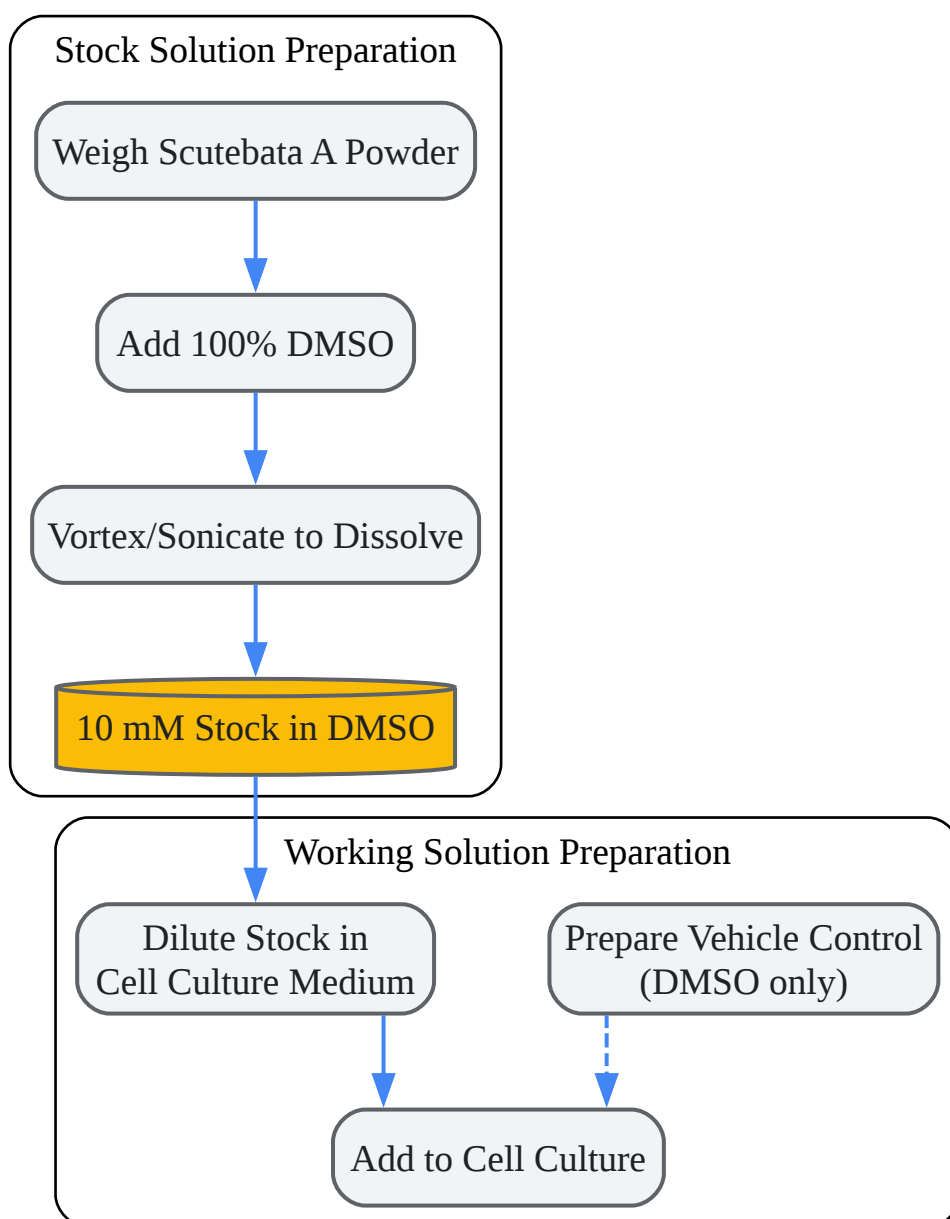 Stock Solution Preparation
Weigh Scutebata A Powder
Add 100% DMSO
Vortex/Sonicate to Dissolve
10 mM Stock in DMSO
Working Solution Preparation
Dilute Stock in
Cell Culture Medium
Prepare Vehicle Control
(DMSO only)
Add to Cell Culture